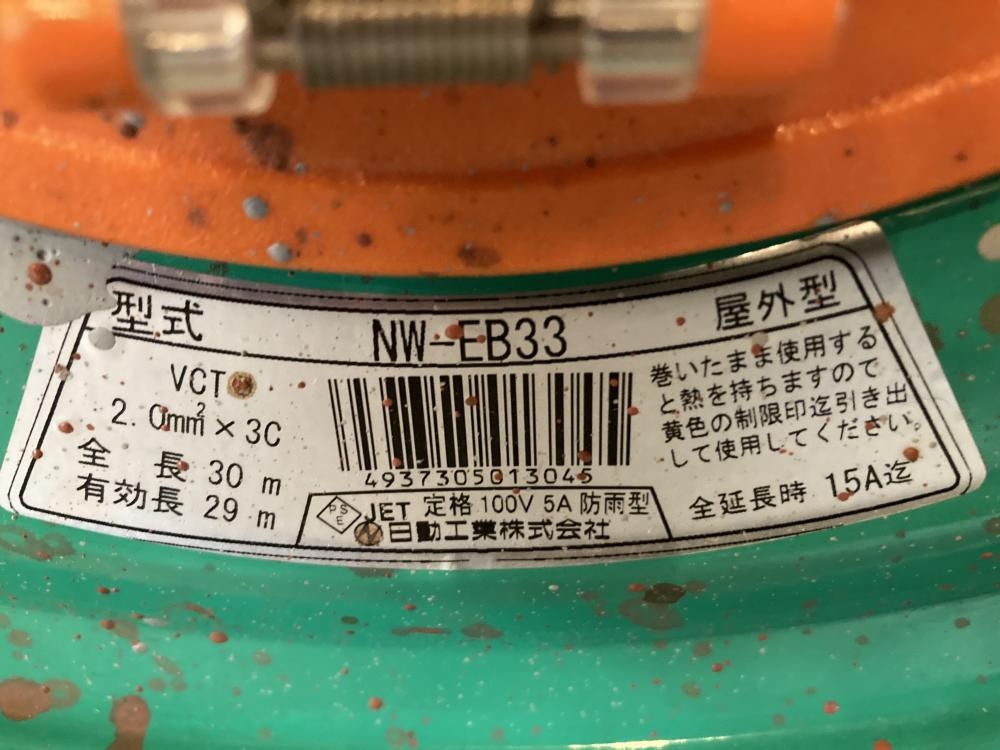 型式 NW-EB33 屋外型
VCT
2.0mm² × 3C
全長 30 m
有効長 29 m
4937305013045
PSE JET 定格 100V 5A 防雨型
日動工業株式会社
巻いたまま使用する
と熱を持ちますので
黄色の制限印迄引き出
して使用してください。
全延長時 15A迄